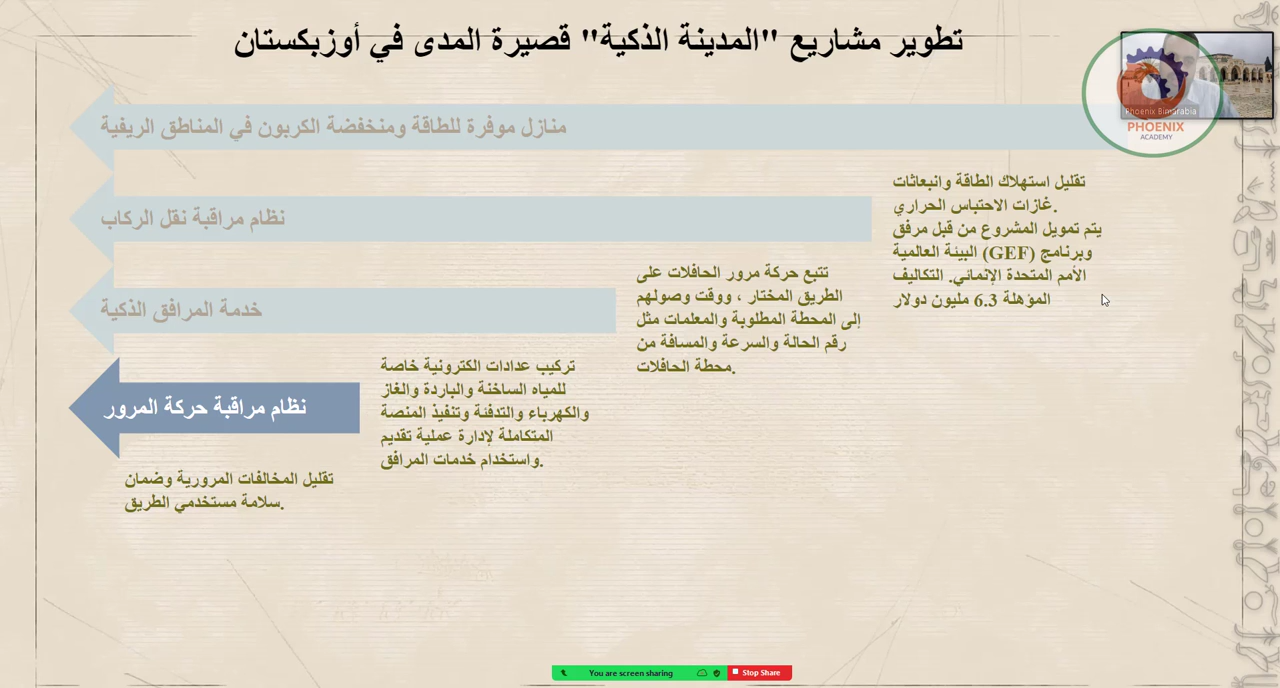 تطوير مشاريع "المدينة الذكية" قصيرة المدى في أوزبكستان
منازل موفرة للطاقة ومنخفضة الكربون في المناطق الريفية
Phoenix Bimarabia
PHOENIX
ACADEMY
تقليل استهلاك الطاقة وانبعاثات
غازات الاحتباس الحراري.
يتم تمويل المشروع من قبل مرفق
البيئة العالمية (GEF) وبرنامج
الأمم المتحدة الإنمائي. التكاليف
المؤهلة 6.3 مليون دولار
نظام مراقبة نقل الركاب
تتبع حركة مرور الحافلات على
الطريق المختار ، ووقت وصولهم
إلى المحطة المطلوبة والمعلمات مثل
رقم الحالة والسرعة والمسافة من
محطة الحافلات.
خدمة المرافق الذكية
تركيب عدادات الكترونية خاصة
للمياه الساخنة والباردة والغاز
والكهرباء والتدفئة وتنفيذ المنصة
المتكاملة لإدارة عملية تقديم
واستخدام خدمات المرافق.
نظام مراقبة حركة المرور
تقليل المخالفات المرورية وضمان
سلامة مستخدمي الطريق.
You are screen sharing
Stop Share